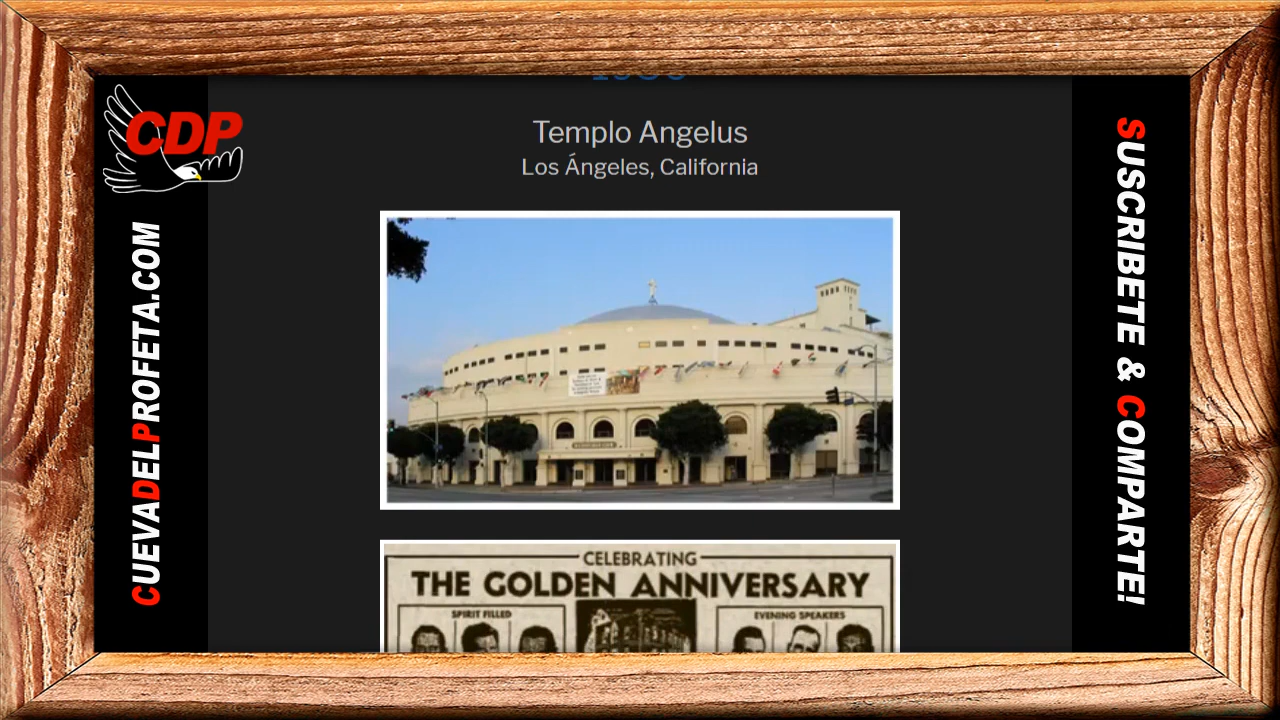 CDP
CUEVADELPROFETA.COM
Templo Angelus
Los Ángeles, California
CELEBRATING
THE GOLDEN ANNIVERSARY
SPIRIT FILLED
EVENING SPEAKERS
SUSCRIBETE & COMPARTE!